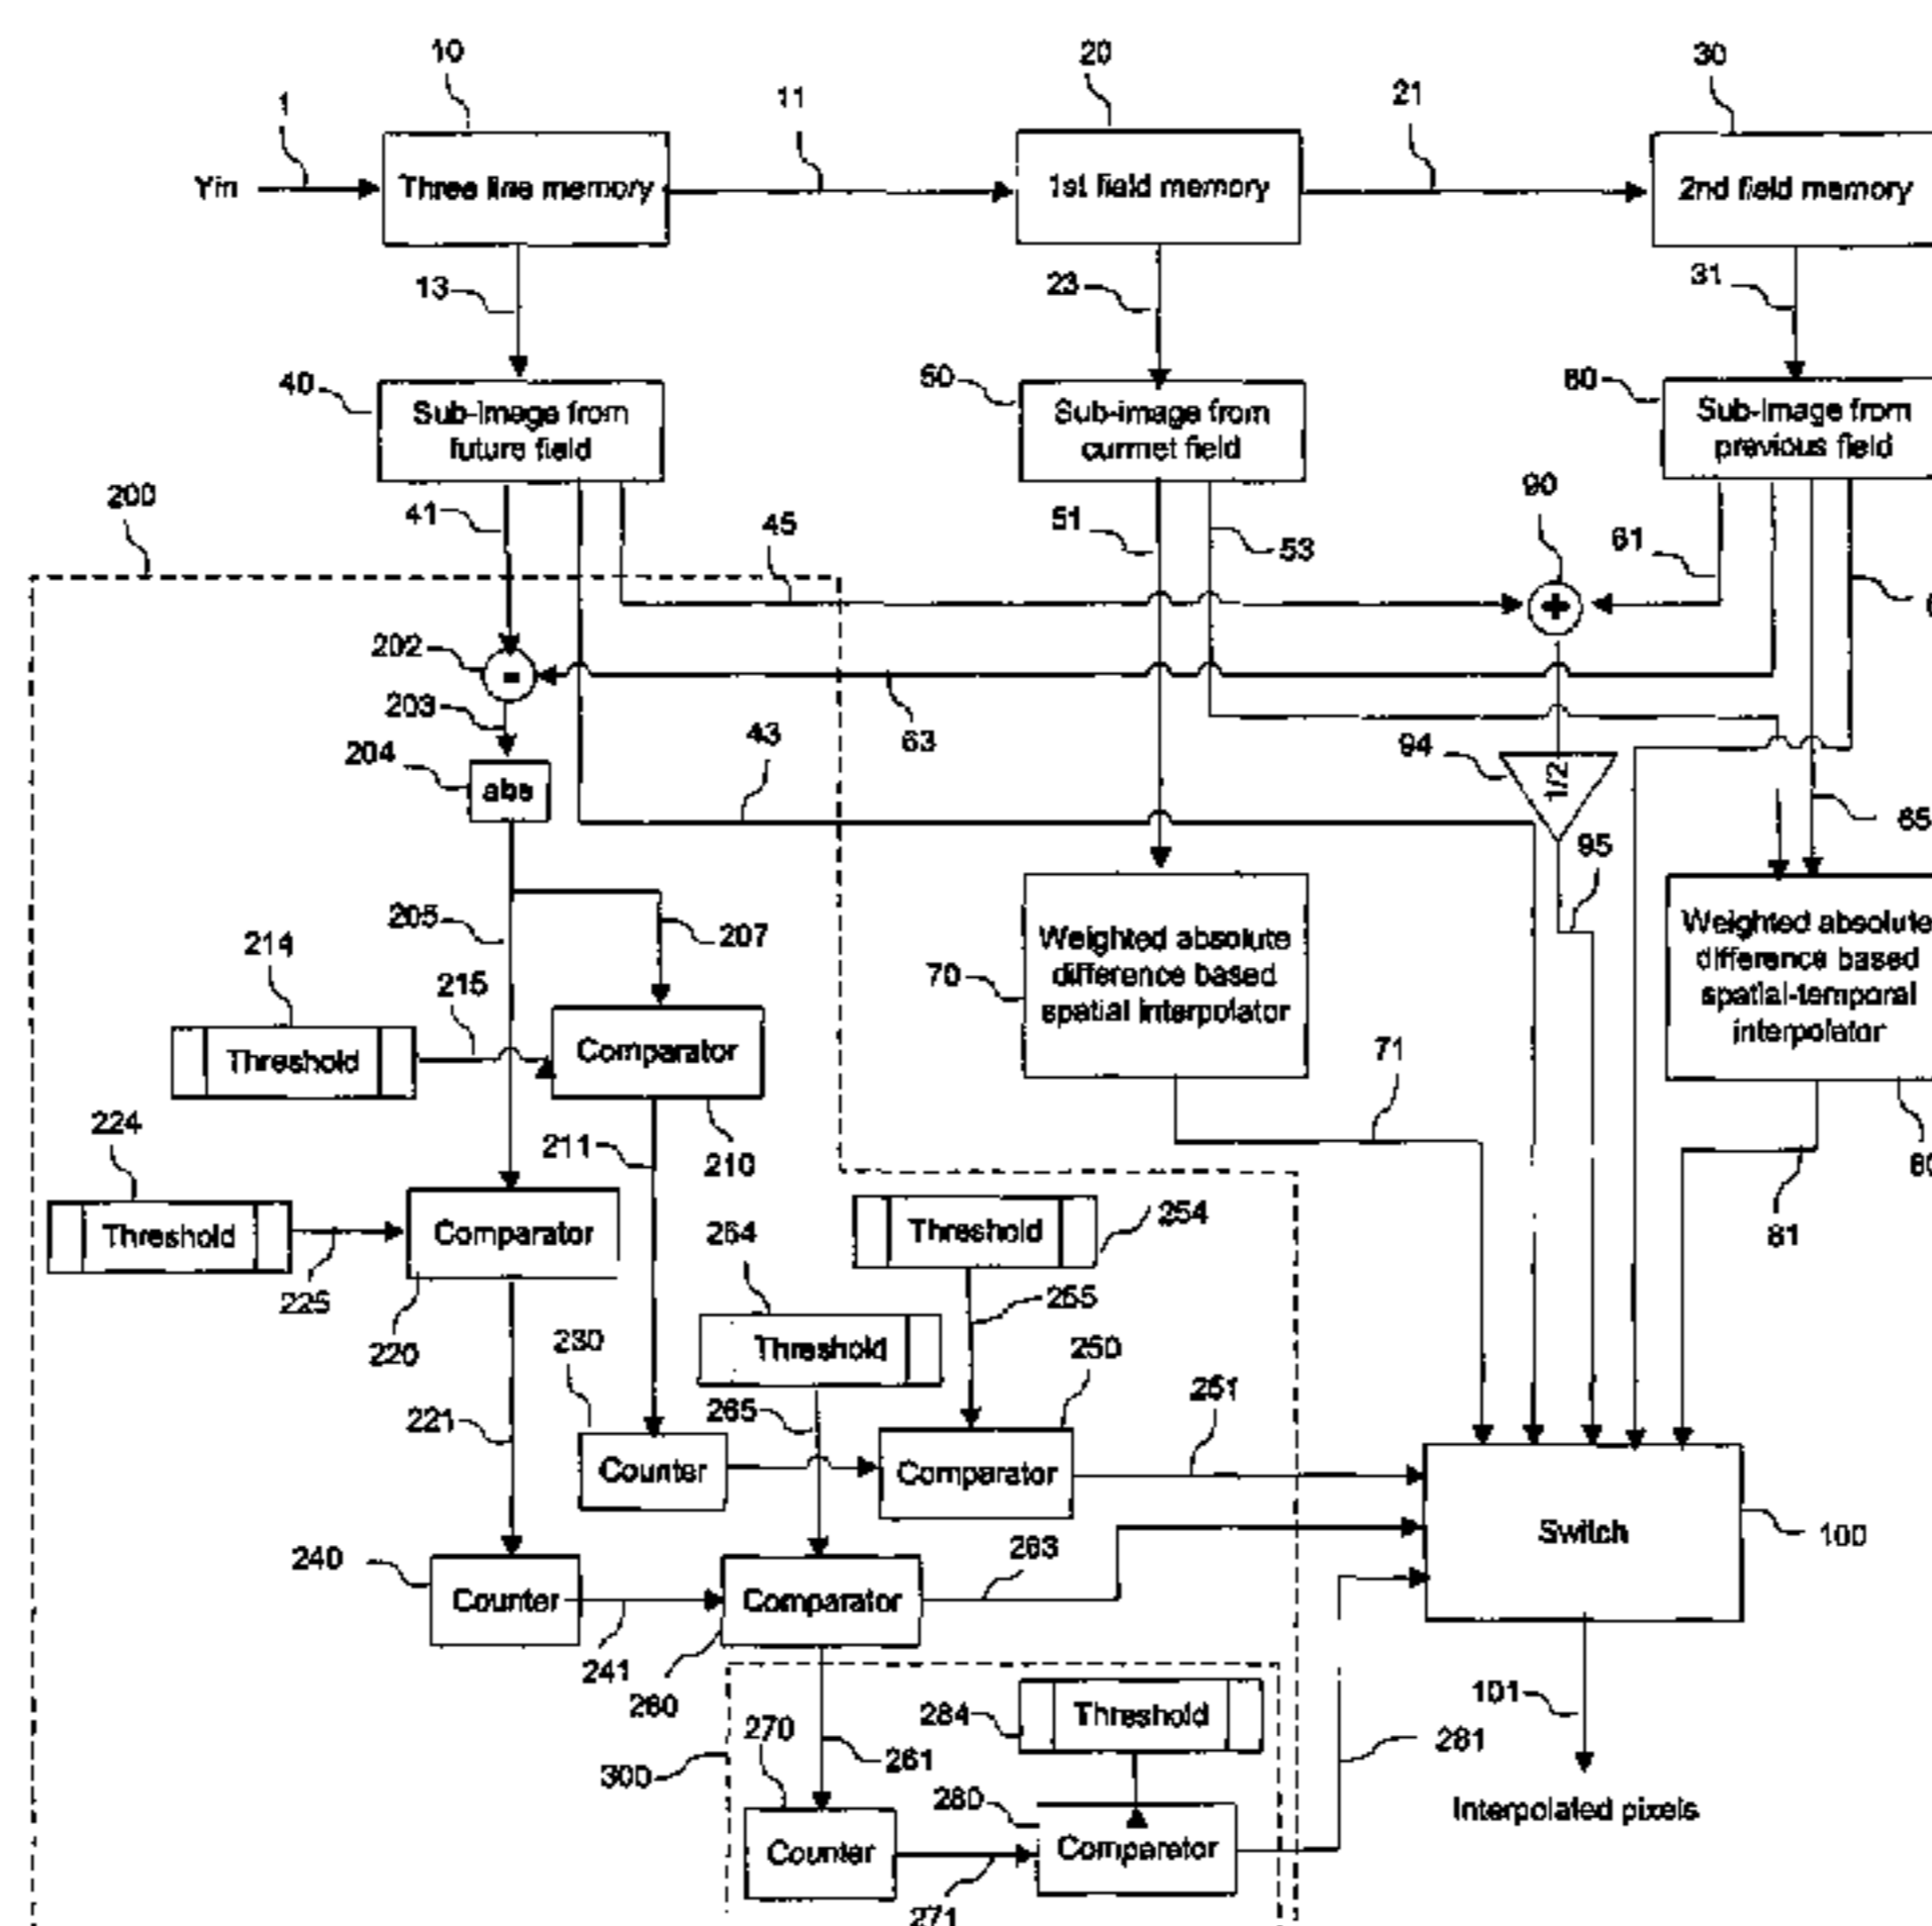 10
20
30
1
11
21
Yin
Three line memory
1st field memory
2nd field memory
13
23
31
40
50
60
Sub-image from
future field
Sub-image from
curmet field
Sub-image from
previous field
200
41
45
51
53
90
61
202
203
63
204
abs
43
94
1/2
65
95
205
207
214
215
Threshold
Comparator
70
Weighted absolute
difference based
spatial interpolator
Weighted absolute
difference based
spatial-temporal
interpolator
71
224
211
210
81
Threshold
225
Comparator
220
264
Threshold
254
255
230
Threshold
250
221
265
251
Counter
Comparator
Switch
100
240
Counter
241
Comparator
263
260
101
270
261
284
Threshold
281
300
280
Interpolated pixels
Counter
271
Comparator